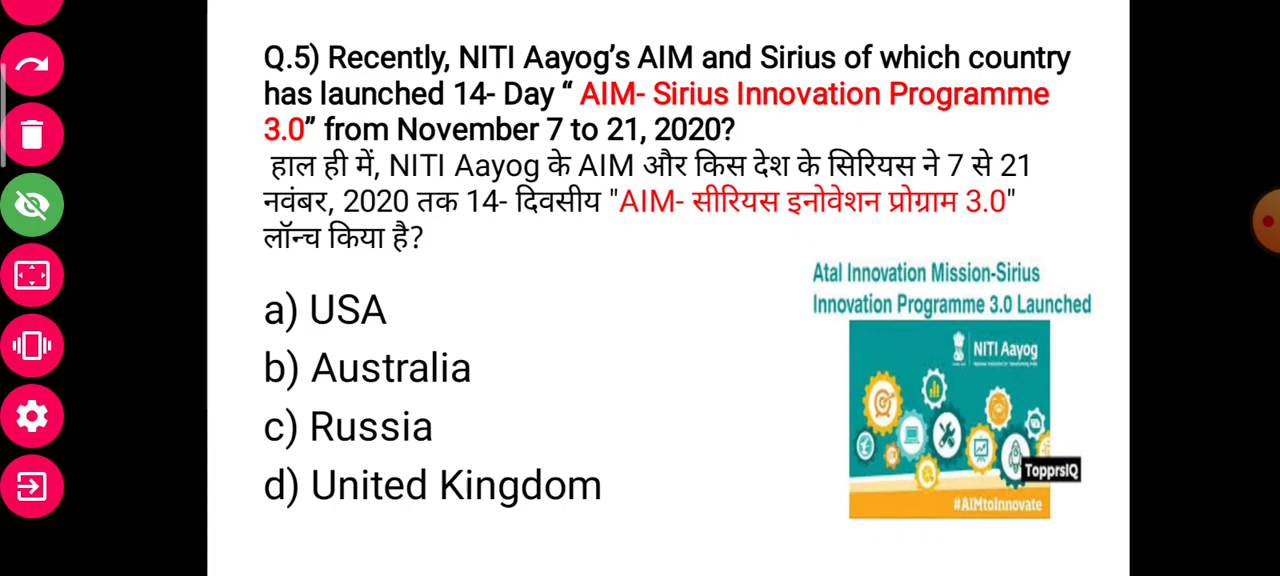 Q.5) Recently, NITI Aayog's AIM and Sirius of which country
has launched 14- Day “ AIM- Sirius Innovation Programme
3.0” from November 7 to 21, 2020?
हाल ही में, NITI Aayog के AIM और किस देश के सिरियस ने 7 से 21
नवंबर, 2020 तक 14- दिवसीय "AIM- सीरियस इनोवेशन प्रोग्राम 3.0"
लॉन्च किया है?
Atal Innovation Mission-Sirius
Innovation Programme 3.0 Launched
a) USA
b) Australia
c) Russia
d) United Kingdom
NITI Aayog
TopprsIQ
#AIMtoInnovate